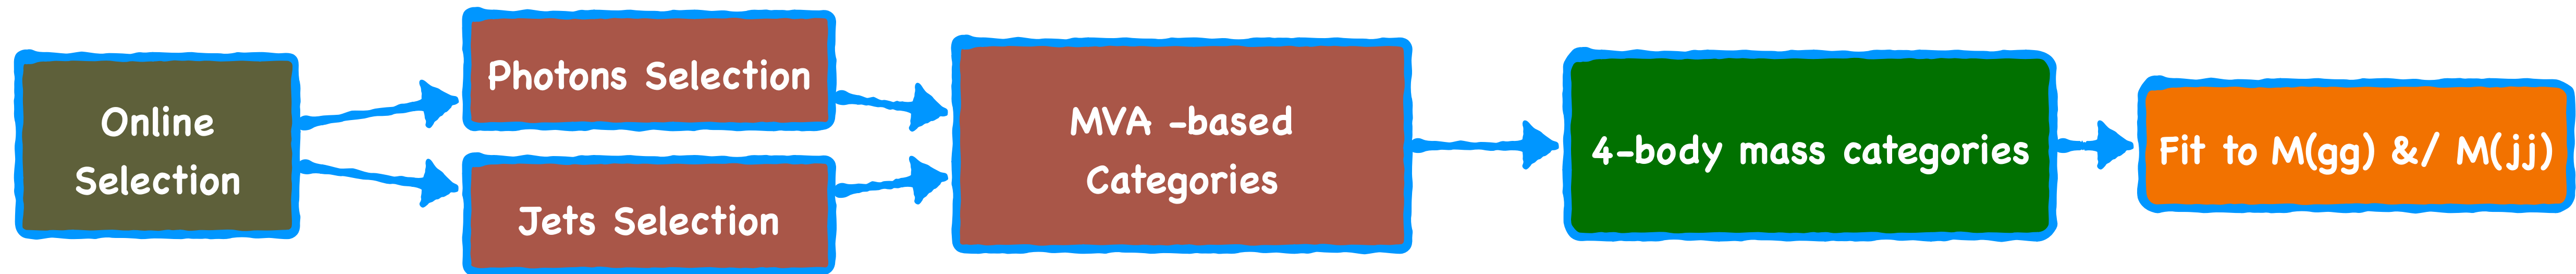 Online
Selection
Photons Selection
Jets Selection
MVA -based
Categories
4-body mass categories
Fit to M(gg) &/ M(jj)